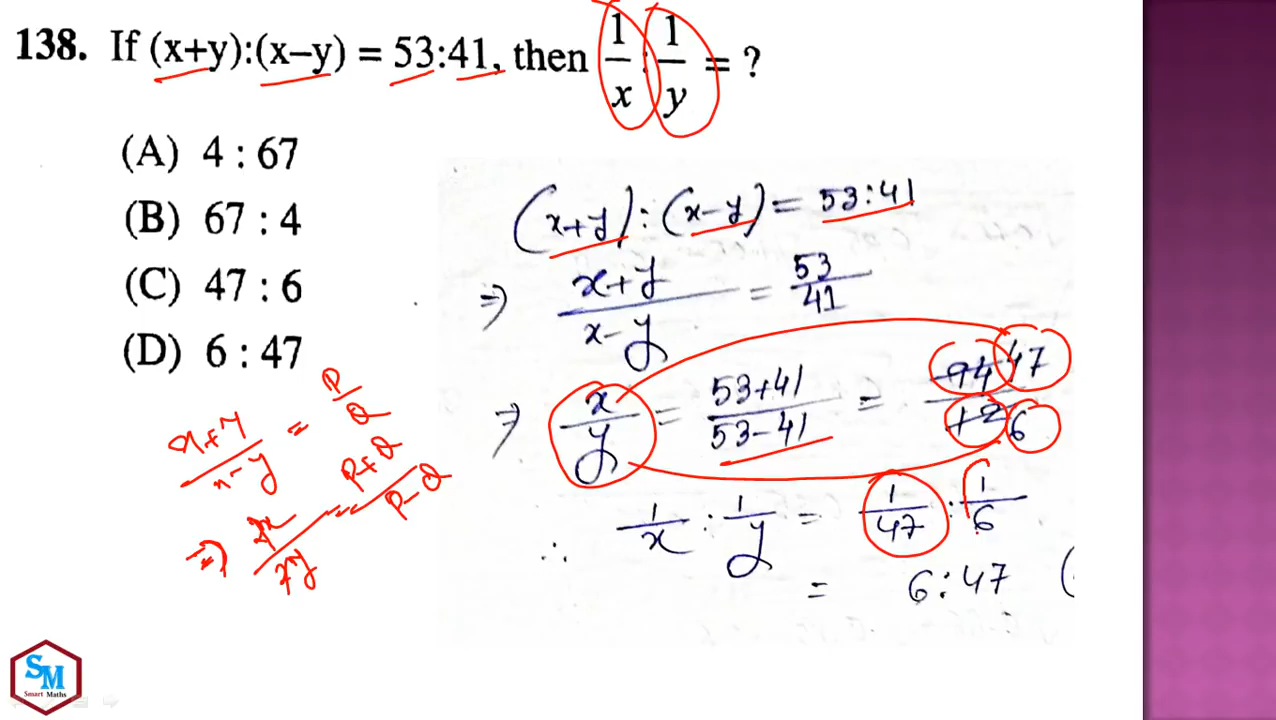 138. If (x+y):(x−y) = 53:41, then 1/x : 1/y = ?
(A) 4 : 67
(B) 67 : 4
(C) 47 : 6
(D) 6 : 47
(x+y):(x-y) = 53:41
⇒ x+y/x-y = 53/41
⇒ x/y = 53+41/53-41 = 94/12 47/6
∴ 1/x : 1/y = 1/47 : 1/6
= 6:47 (
x+y/x-y = P/Q
⇒ = P+Q/P-Q
SM
Smart Maths